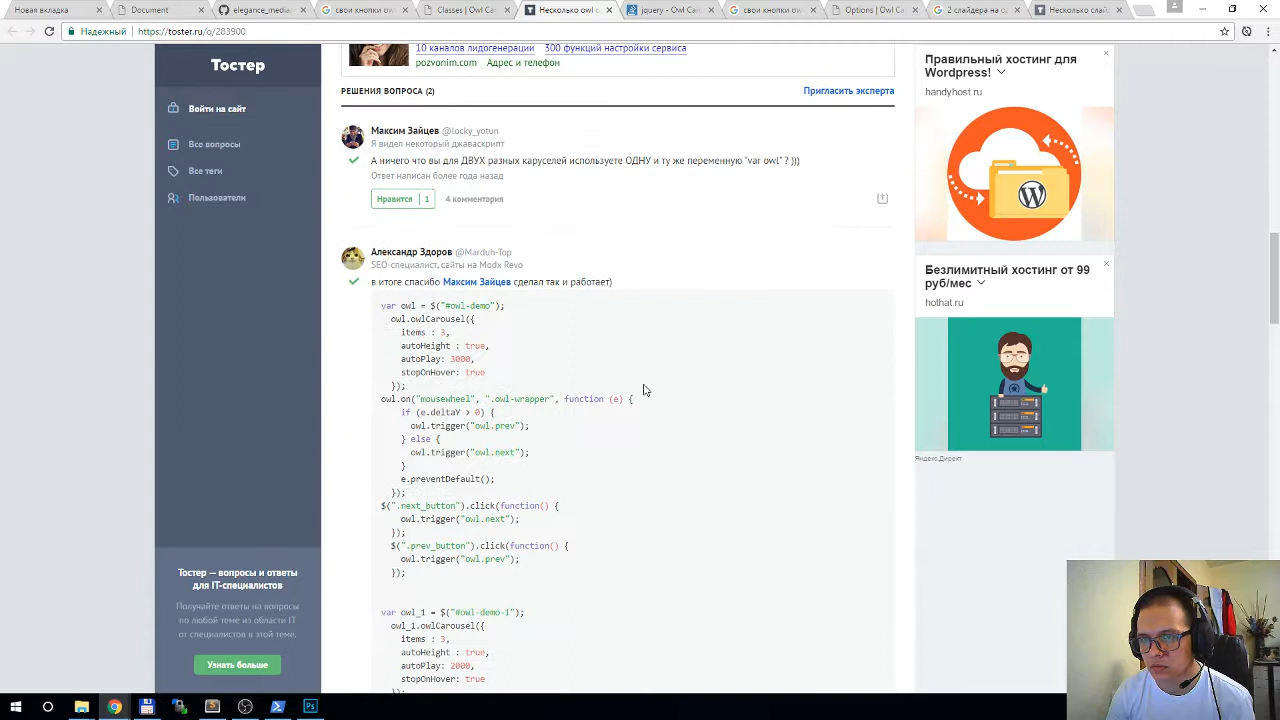 Новая вкладка
GitHub
owl.magedka
свои кнопки в
Classes | Owl
Несколько owl c
jQuery Owl Car
свои кнопки ow
Options | Owl C
2 слайдера owl
Несколько owl c
Надежный
https://toster.ru/q/283900
Тостер
Войти на сайт
Все вопросы
Все теги
Пользователи
Тостер — вопросы и ответы
для IT-специалистов
Получайте ответы на вопросы
по любой теме из области IT
от специалистов в этой теме.
Узнать больше
10 каналов лидогенерации 300 функций настройки сервиса
pozvonim.com Адрес и телефон
РЕШЕНИЯ ВОПРОСА (2)
Пригласить эксперта
Максим Зайцев @locky_yotun
Я видел некоторый джаваскрипт
А ничего что вы для ДВУХ разных каруселей используете ОДНУ и ту же переменную "var owl" ? )))
Ответ написан более года назад
Нравится 1
4 комментария
Александр Здоров @Marduh-Top
SEO-специалист, сайты на Modx Revo
в итоге спасибо Максим Зайцев сделал так и работает)
var owl = $("#owl-demo");
owl.owlCarousel({
items : 3,
autoHeight : true,
autoPlay: 3000,
stopOnHover: true
});
owl.on("mousewheel", ".owl-wrapper", function (e) {
if (e.deltaY > 0) {
owl.trigger("owl.prev");
} else {
owl.trigger("owl.next");
}
e.preventDefault();
});
$(".next_button").click(function() {
owl.trigger("owl.next");
});
$(".prev_button").click(function() {
owl.trigger("owl.prev");
});
var owl_1 = $("#owl-demo-1");
owl_1.owlCarousel({
items : 3,
autoHeight : true,
autoPlay: 2000,
stopOnHover: true
});
Правильный хостинг для
Wordpress!
handyhost.ru
Безлимитный хостинг от 99
руб/мес
hothat.ru
Яндекс.Директ